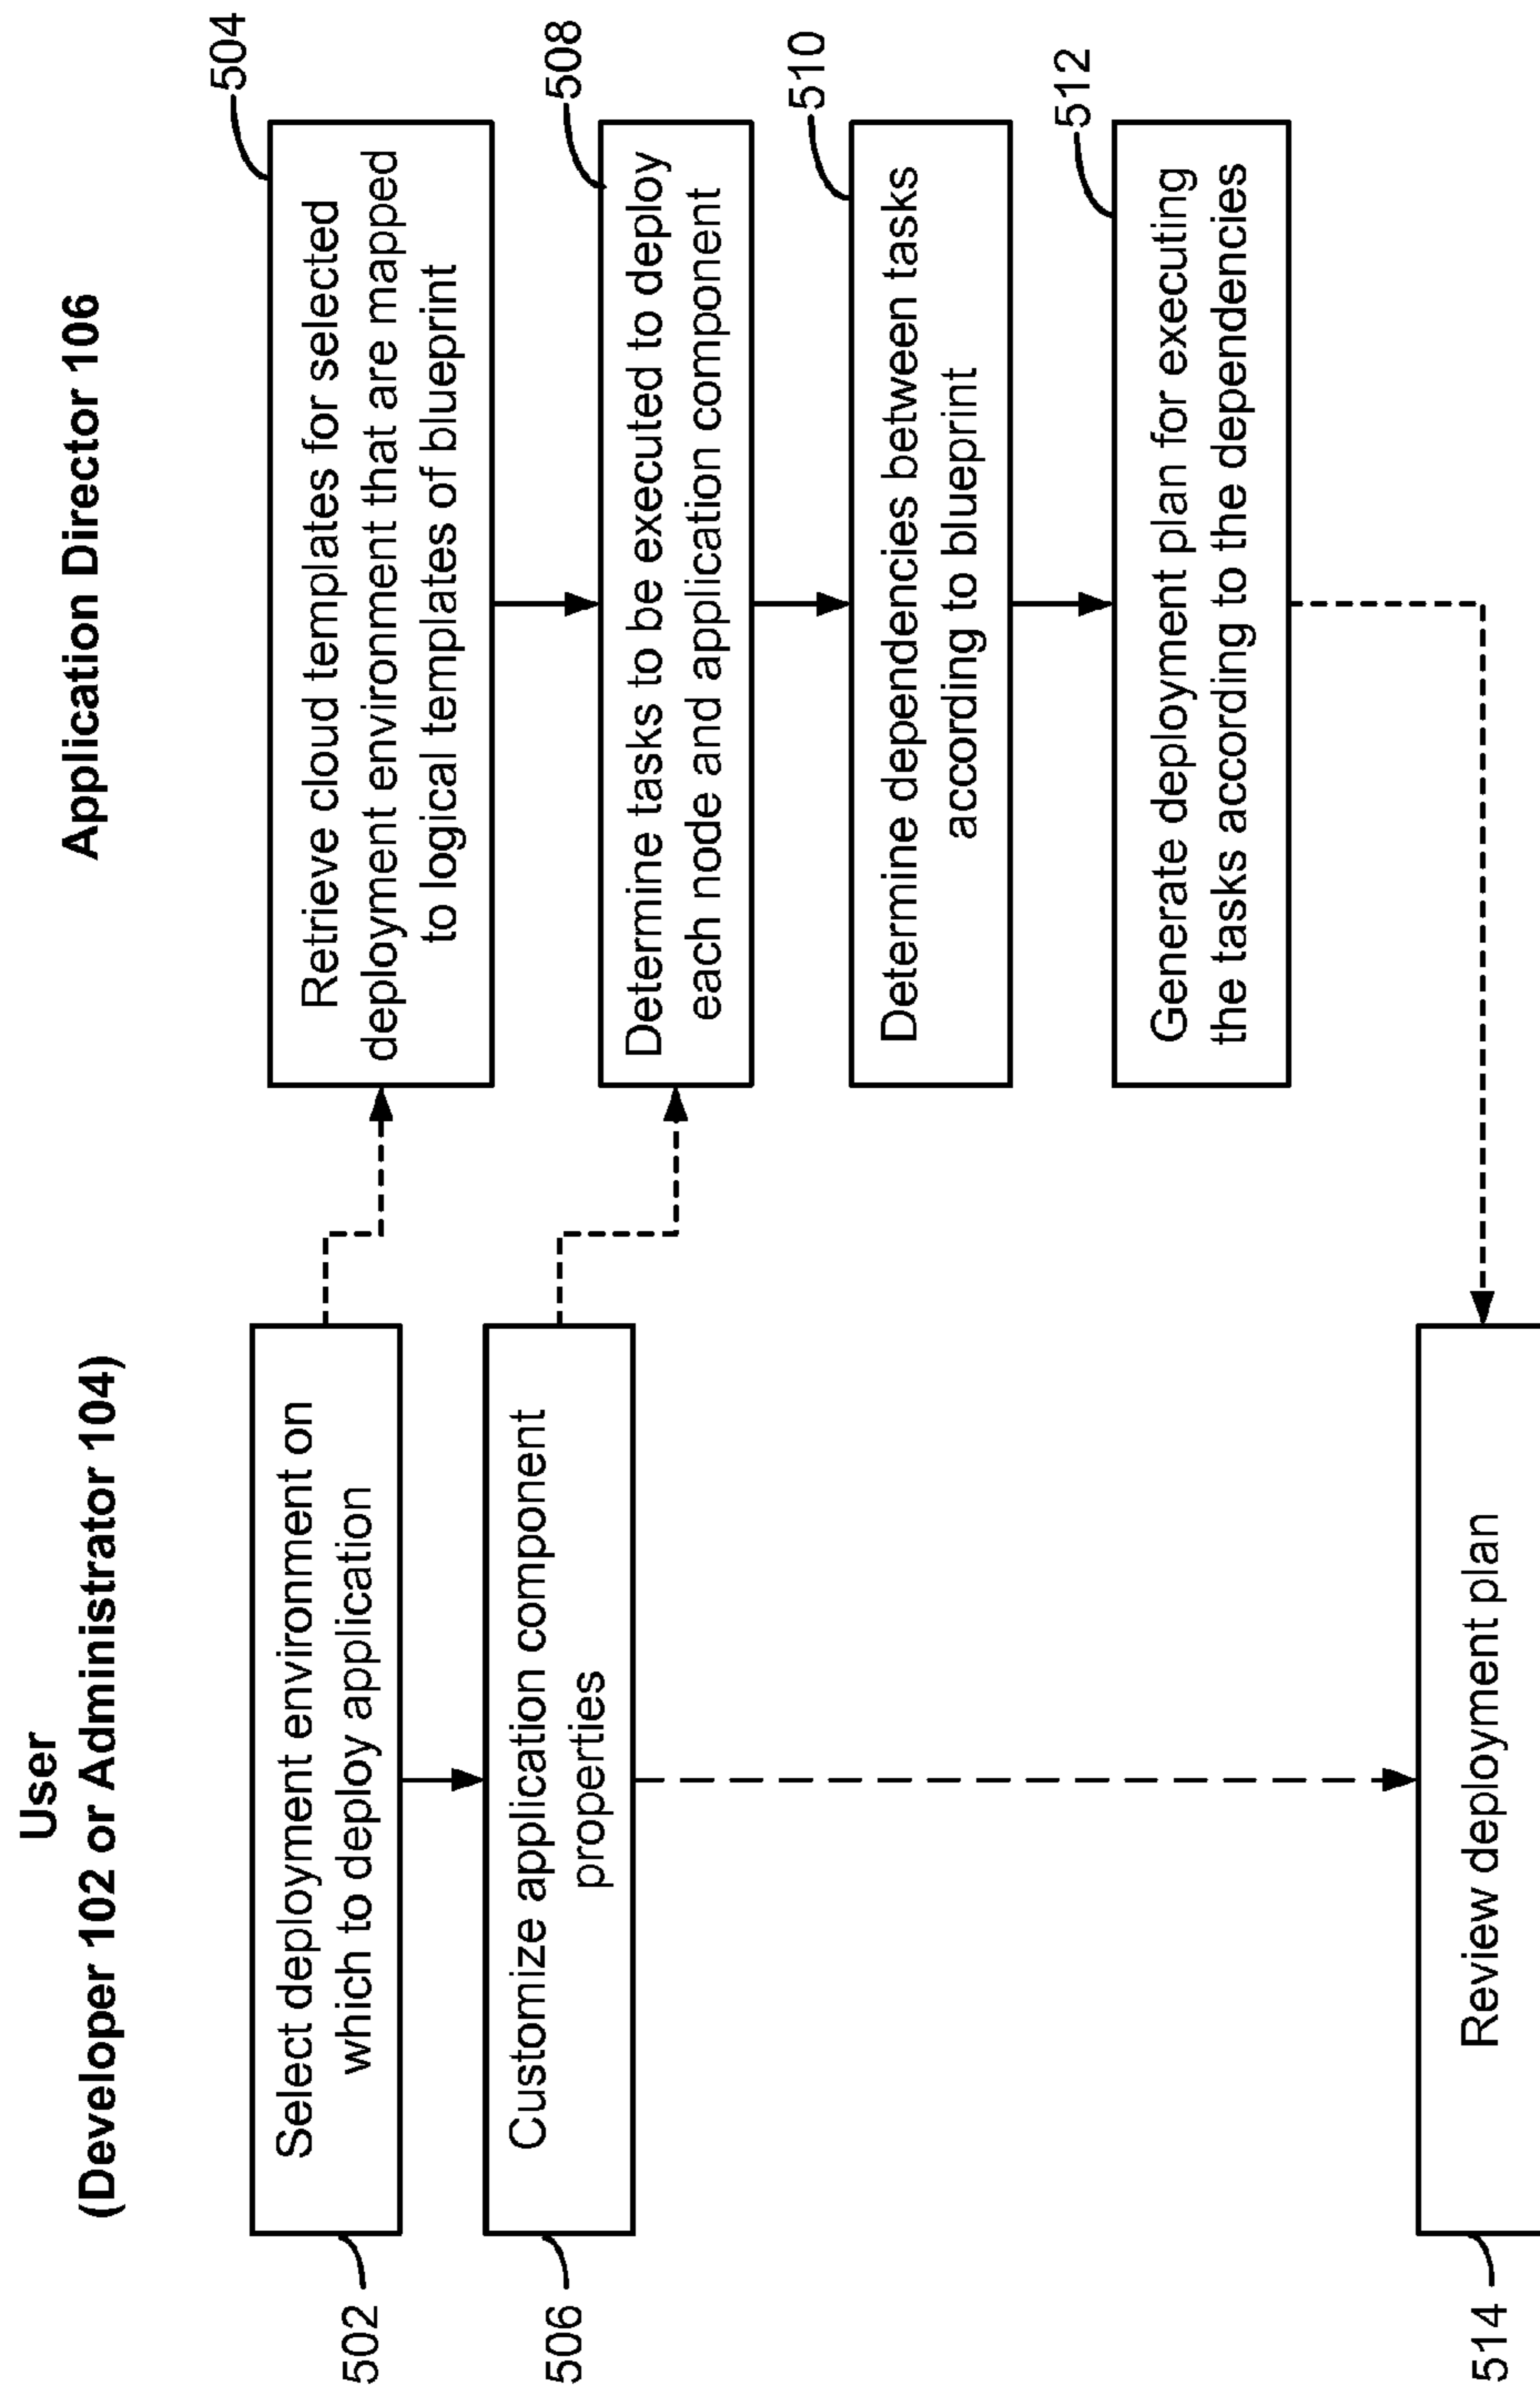 User
(Developer 102 or Administrator 104)
Application Director 106
502
Select deployment environment on
which to deploy application
504
Retrieve cloud templates for selected
deployment environment that are mapped
to logical templates of blueprint
506
Customize application component
properties
508
Determine tasks to be executed to deploy
each node and application component
510
Determine dependencies between tasks
according to blueprint
512
Generate deployment plan for executing
the tasks according to the dependencies
514
Review deployment plan